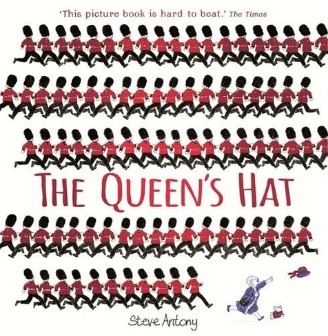 'This picture book is hard to beat.' The Times
THE QUEEN'S HAT
Steve Antony